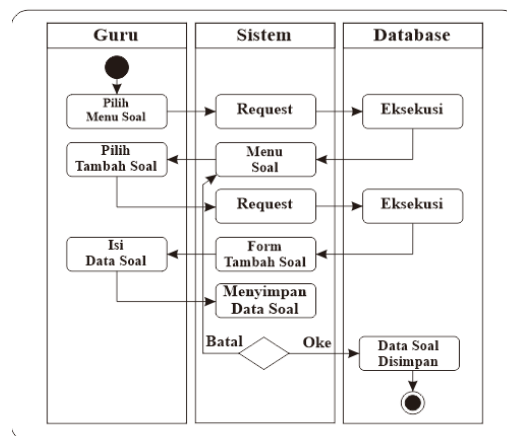 Guru
Sistem
Database
Pilih
Menu Soal
Request
Eksekusi
Pilih
Tambah Soal
Menu
Soal
Request
Eksekusi
Isi
Data Soal
Form
Tambah Soal
Menyimpan
Data Soal
Batal
Oke
Data Soal
Disimpan